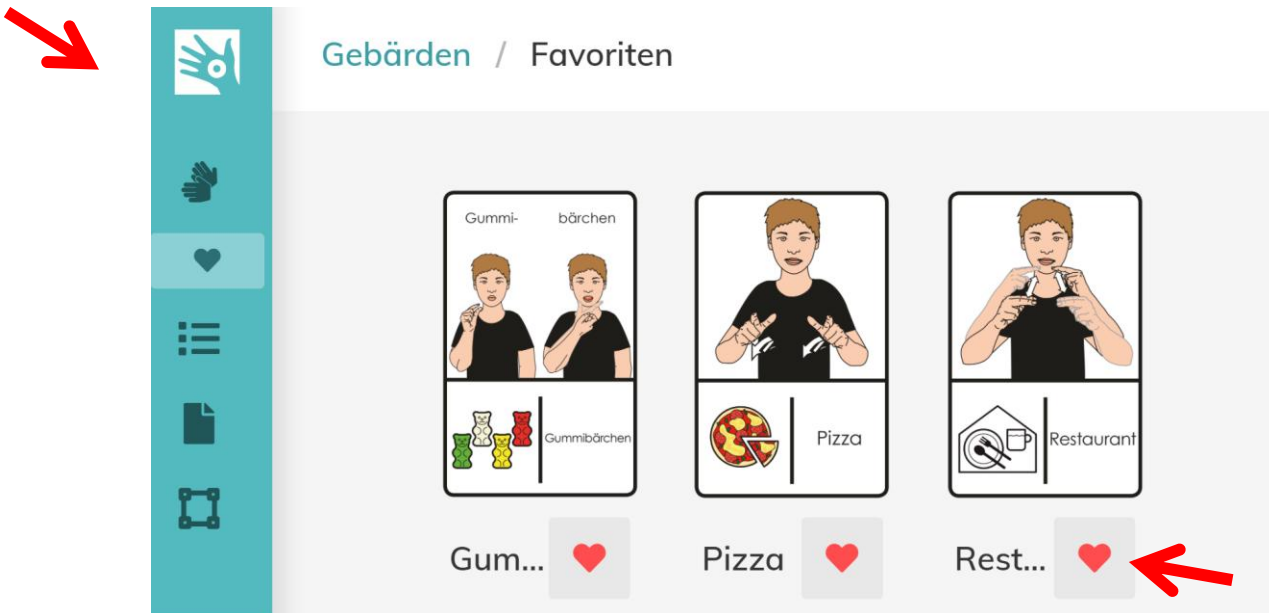 Gebärden / Favoriten
Gummi- bärchen
Gummibärchen
Pizza
Restaurant
Gum...
Pizza
Rest...